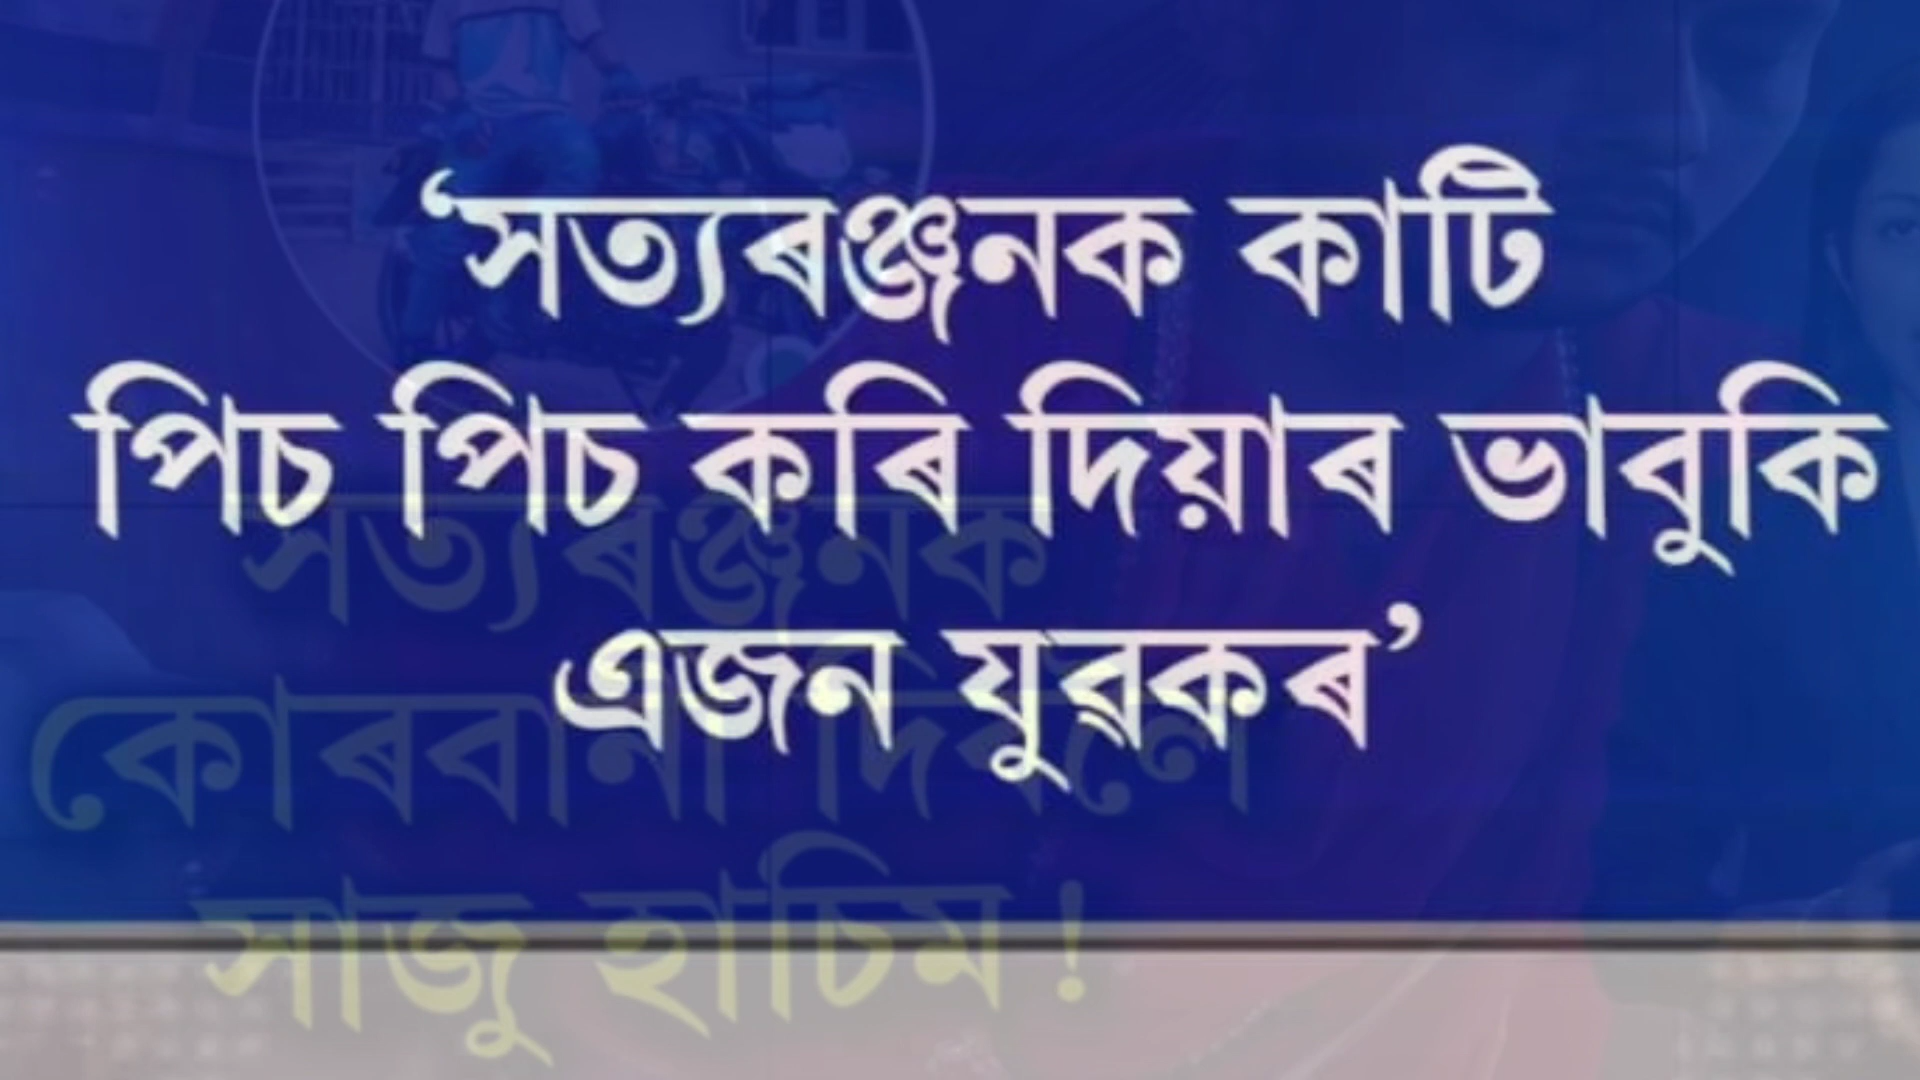 ‘সত্যৰঞ্জনক কাটি
পিচ পিচ কৰি দিয়াৰ ভাবুকি
এজন যুৱকৰ’
সত্যৰঞ্জনক
কোৰবানী দিবলৈ
সাজু হাচিম!